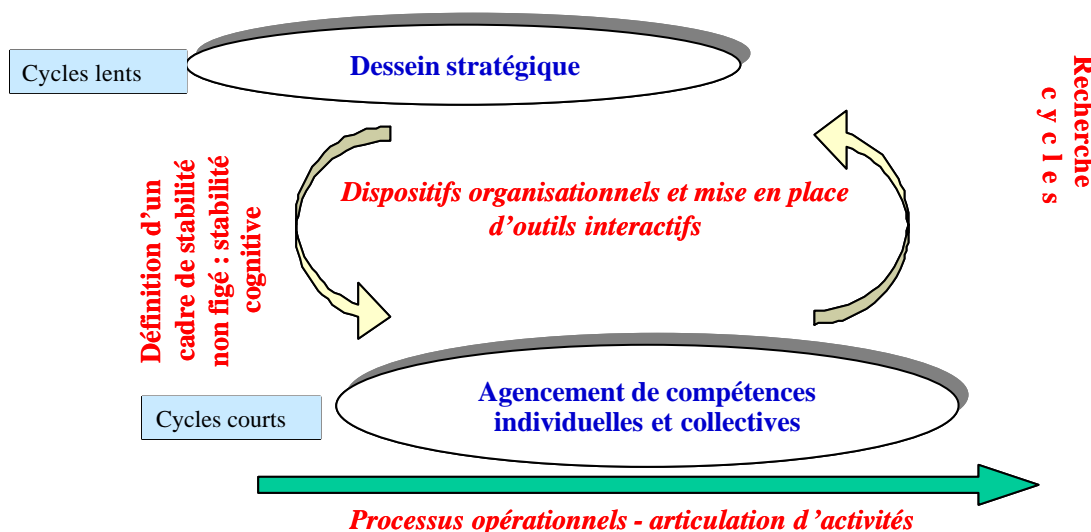 Cycles lents
Dessein stratégique
Recherche
cycles
Définition d'un
cadre de stabilité
non figé : stabilité
cognitive
Dispositifs organisationnels et mise en place
d'outils interactifs
Cycles courts
Agencement de compétences
individuelles et collectives
Processus opérationnels - articulation d 'activités